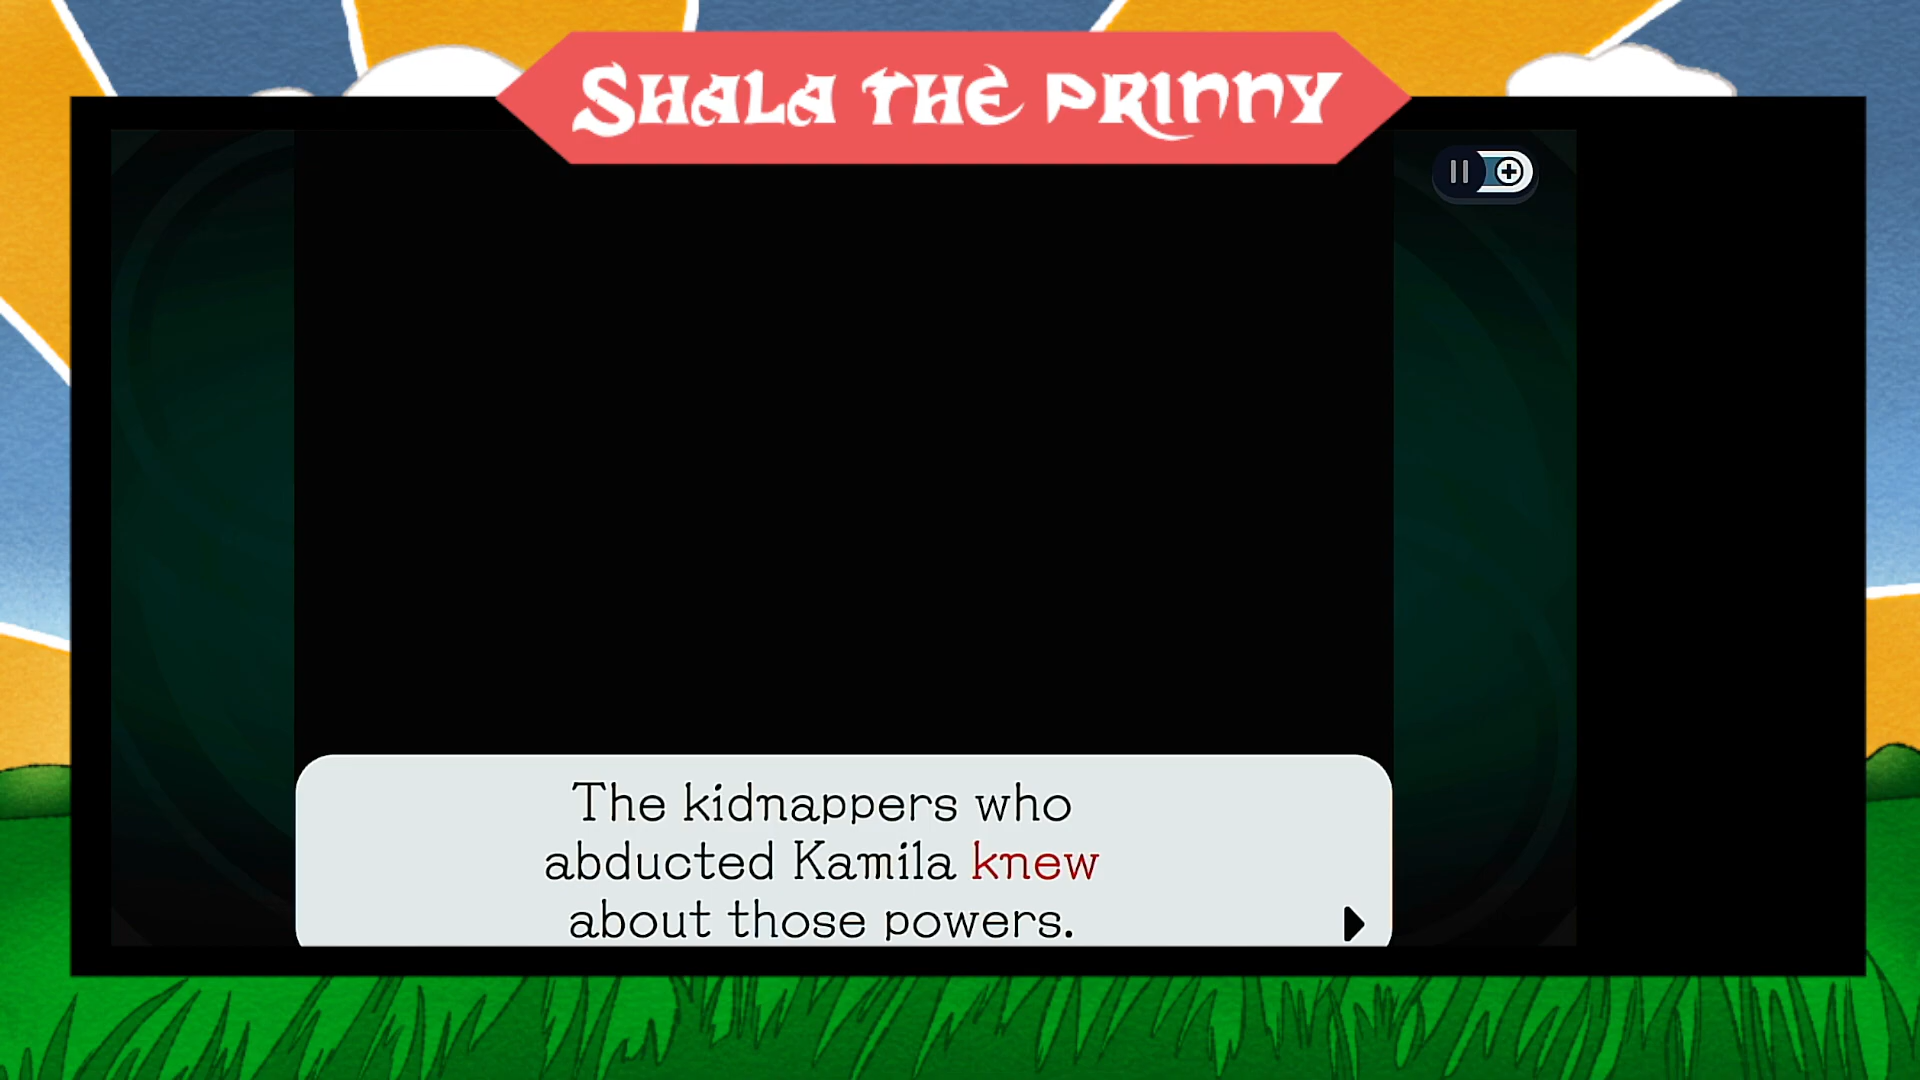 SHALA THE PRINNY
The kidnappers who
abducted Kamila knew
about those powers.